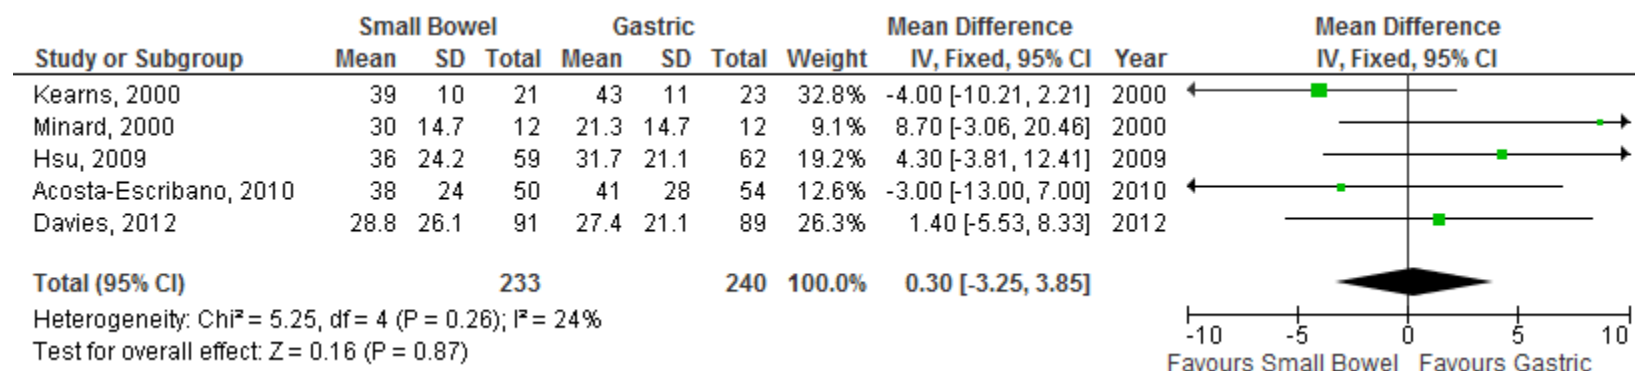 Small Bowel Gastric Mean Difference Mean Difference
Study or Subgroup Mean SD Total Mean SD Total Weight IV, Fixed, 95% CI Year IV, Fixed, 95% CI
Kearns, 2000 39 10 21 43 11 23 32.8% -4.00 [-10.21, 2.21] 2000
Minard, 2000 30 14.7 12 21.3 14.7 12 9.1% 8.70 [-3.06, 20.46] 2000
Hsu, 2009 36 24.2 59 31.7 21.1 62 19.2% 4.30 [-3.81, 12.41] 2009
Acosta-Escribano, 2010 38 24 50 41 28 54 12.6% -3.00 [-13.00, 7.00] 2010
Davies, 2012 28.8 26.1 91 27.4 21.1 89 26.3% 1.40 [-5.53, 8.33] 2012
Total (95% CI) 233 240 100.0% 0.30 [-3.25, 3.85]
Heterogeneity: Chi² = 5.25, df = 4 (P = 0.26); I² = 24%
Test for overall effect: Z = 0.16 (P = 0.87)
-10 -5 0 5 10
Favours Small Bowel Favours Gastric